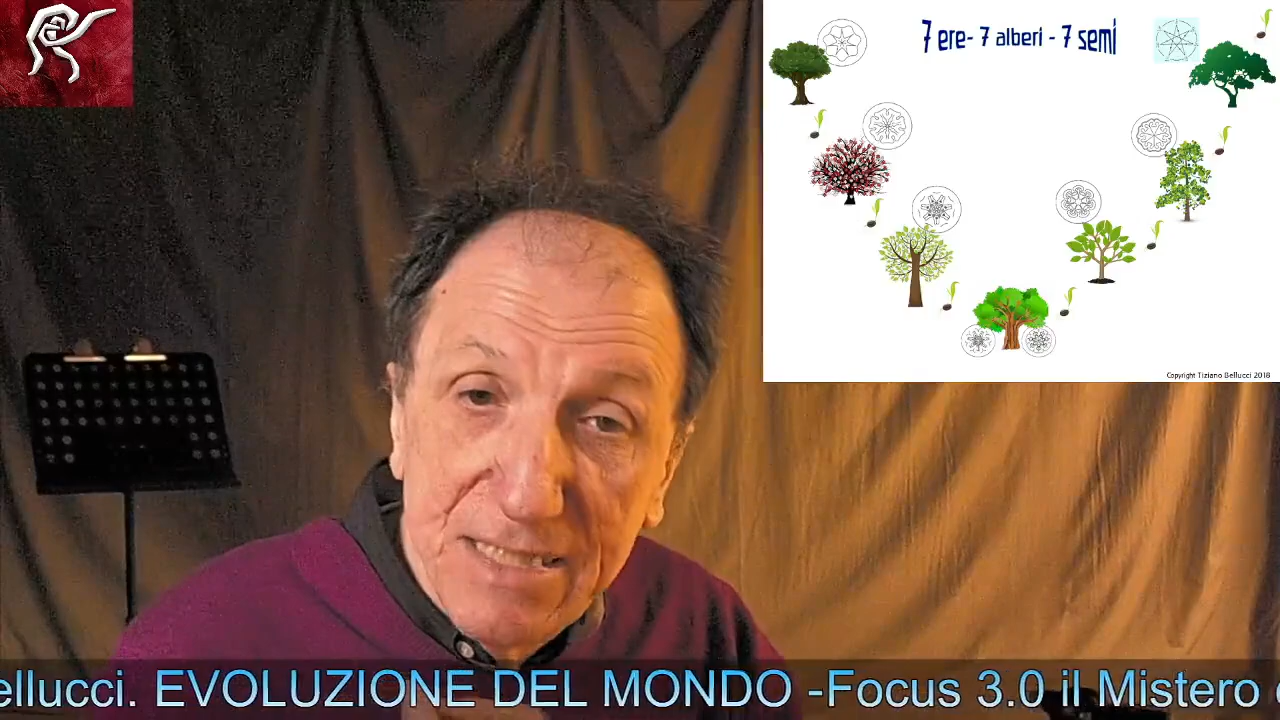 7 ere- 7 alberi - 7 semi
Copyright Tiziano Bellucci 2018
ellucci. EVOLUZIONE DEL MONDO -Focus 3.0 il Mistero